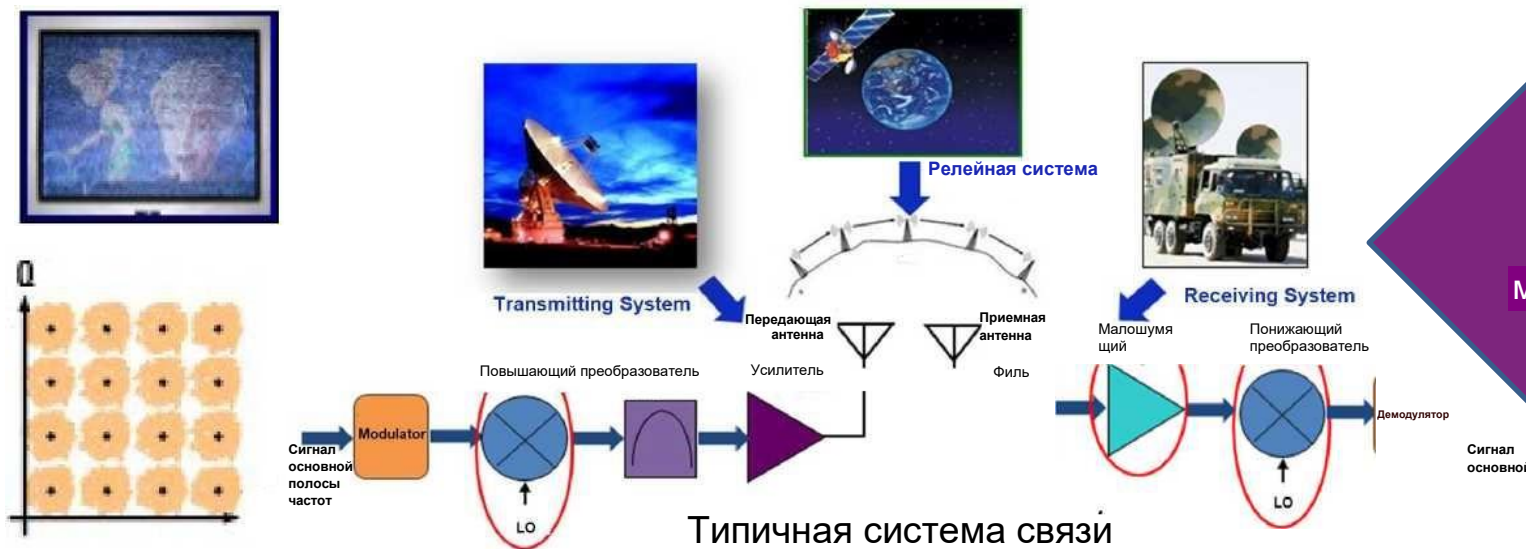 Релейная система
Q
Transmitting System
Receiving System
Передающая
антенна
Приемная
антенна
Малошумя
щий
Понижающий
преобразователь
Повышающий преобразователь
Усилитель
Филь
М
Modulator
Демодулятор
Сигнал
основной
полосы
частот
LO
LO
Сигнал
основной
Типичная система связи